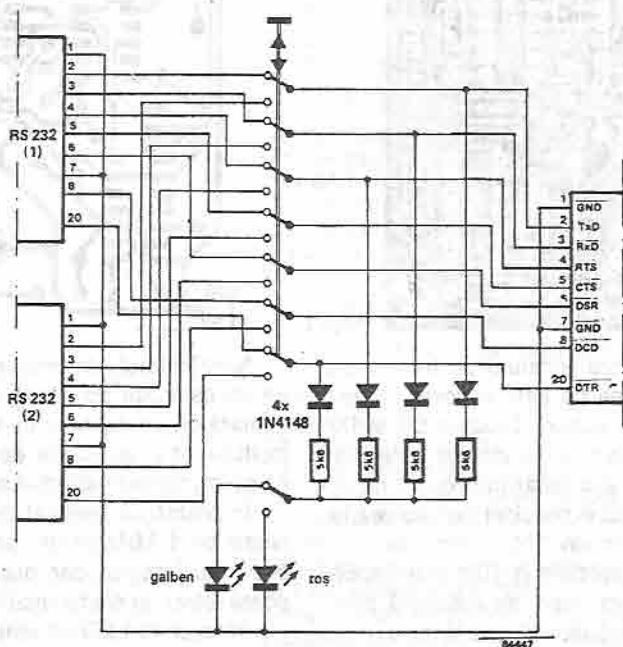 1
2
3
4
5
6
7
8
20
RS 232
(1)
1
2
3
4
5
6
7
8
20
RS 232
(2)
4x
1N4148
5k6
5k6
5k6
5k6
galben
ros
1 GND
2 TxD
3 RxD
4 RTS
5 CTS
6 DSR
7 GND
8 DCD
20 DTR
84447